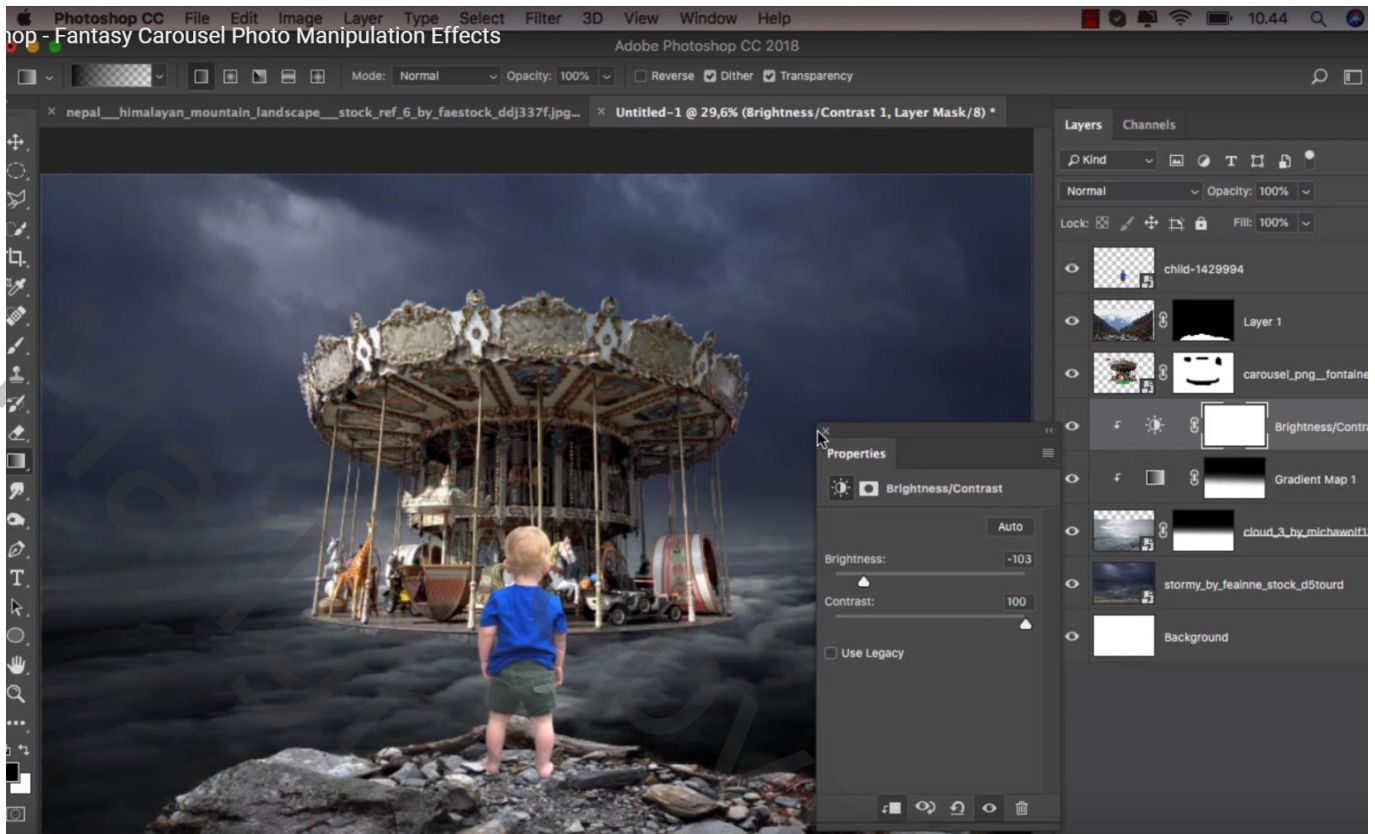 Photoshop CC File Edit Image Layer Type Select Filter 3D View Window Help 10.44
hop - Fantasy Carousel Photo Manipulation Effects
Adobe Photoshop CC 2018
Mode: Normal Opacity: 100% Reverse Dither Transparency
× nepal__himalayan_mountain_landscape__stock_ref_6_by_faestock_ddj337f.jpg... × Untitled-1 @ 29,6% (Brightness/Contrast 1, Layer Mask/8) *
Layers Channels
Kind
Normal Opacity: 100%
Lock: Fill: 100%
child-1429994
Layer 1
carousel_png__fontaine
Brightness/Contr
Gradient Map 1
cloud_3_by_michawolf1
stormy_by_feainne_stock_d5tourd
Background
Properties
Brightness/Contrast
Auto
Brightness: -103
Contrast: 100
Use Legacy